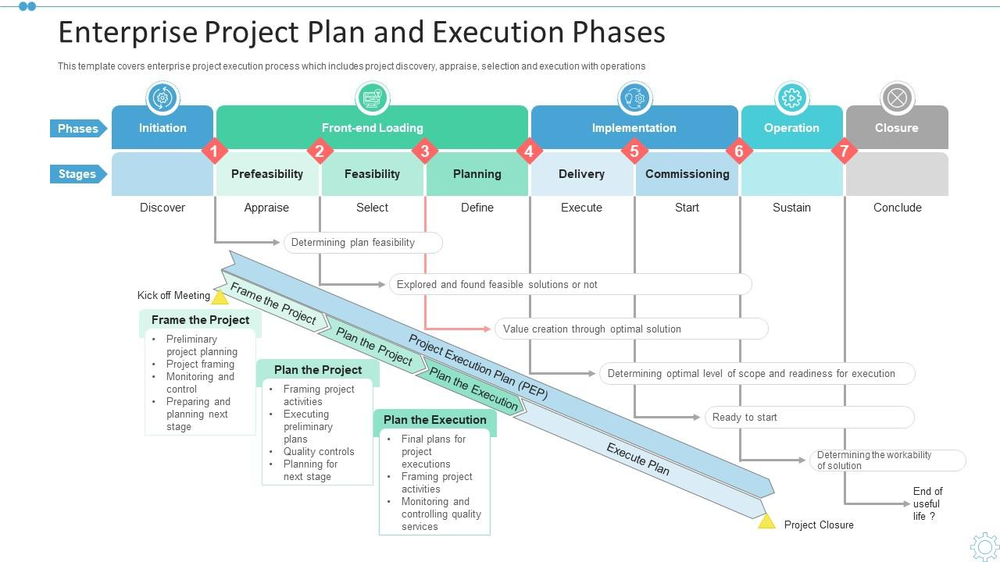 Enterprise Project Plan and Execution Phases
This template covers enterprise project execution process which includes project discovery, appraise, selection and execution with operations
Phases
Initiation
Front-end Loading
Implementation
Operation
Closure
1
2
3
4
5
6
7
Stages
Prefeasibility
Feasibility
Planning
Delivery
Commissioning
Discover
Appraise
Select
Define
Execute
Start
Sustain
Conclude
Determining plan feasibility
Explored and found feasible solutions or not
Value creation through optimal solution
Determining optimal level of scope and readiness for execution
Ready to start
Determining the workability
of solution
End of
useful
life ?
Kick off Meeting
Frame the Project
Plan the Project
Plan the Execution
Project Execution Plan (PEP)
Execute Plan
Project Closure
Frame the Project
• Preliminary
project planning
• Project framing
• Monitoring and
control
• Preparing and
planning next
stage
Plan the Project
• Framing project
activities
• Executing
preliminary
plans
• Quality controls
• Planning for
next stage
Plan the Execution
• Final plans for
project
executions
• Framing project
activities
• Monitoring and
controlling quality
services